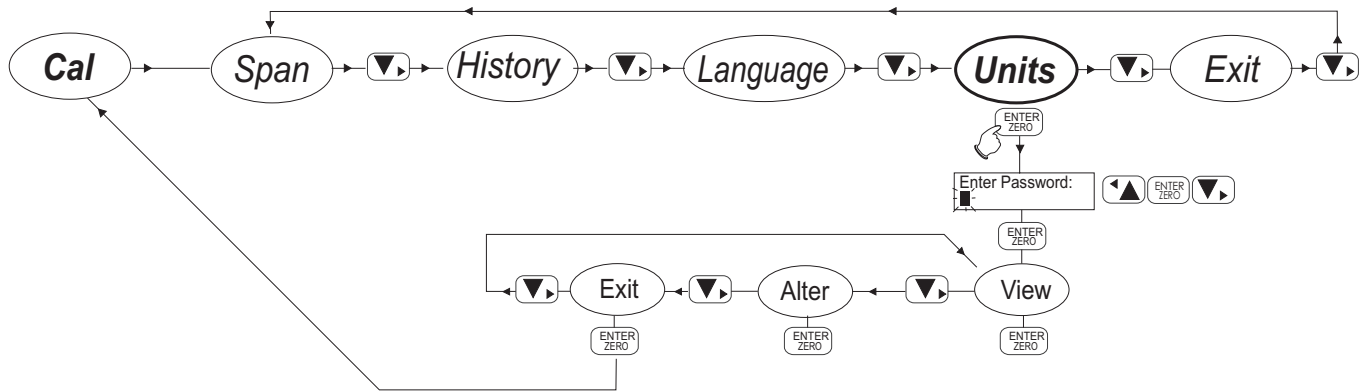 Cal
Span
History
Language
Units
Exit
ENTER
ZERO
Enter Password:
ENTER
ZERO
ENTER
ZERO
Exit
Alter
View
ENTER
ZERO
ENTER
ZERO
ENTER
ZERO